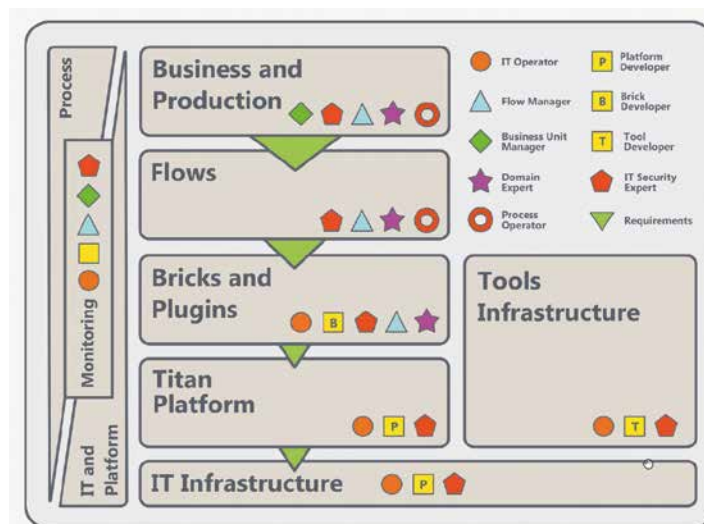 Process
Monitoring
IT and
Platform
Business and
Production
Flows
Bricks and
Plugins
B
Titan
Platform
P
IT Infrastructure
P
Tools
Infrastructure
T
IT Operator
Flow Manager
Business Unit
Manager
Domain
Expert
Process
Operator
P
Platform
Developer
B
Brick
Developer
T
Tool
Developer
IT Security
Expert
Requirements